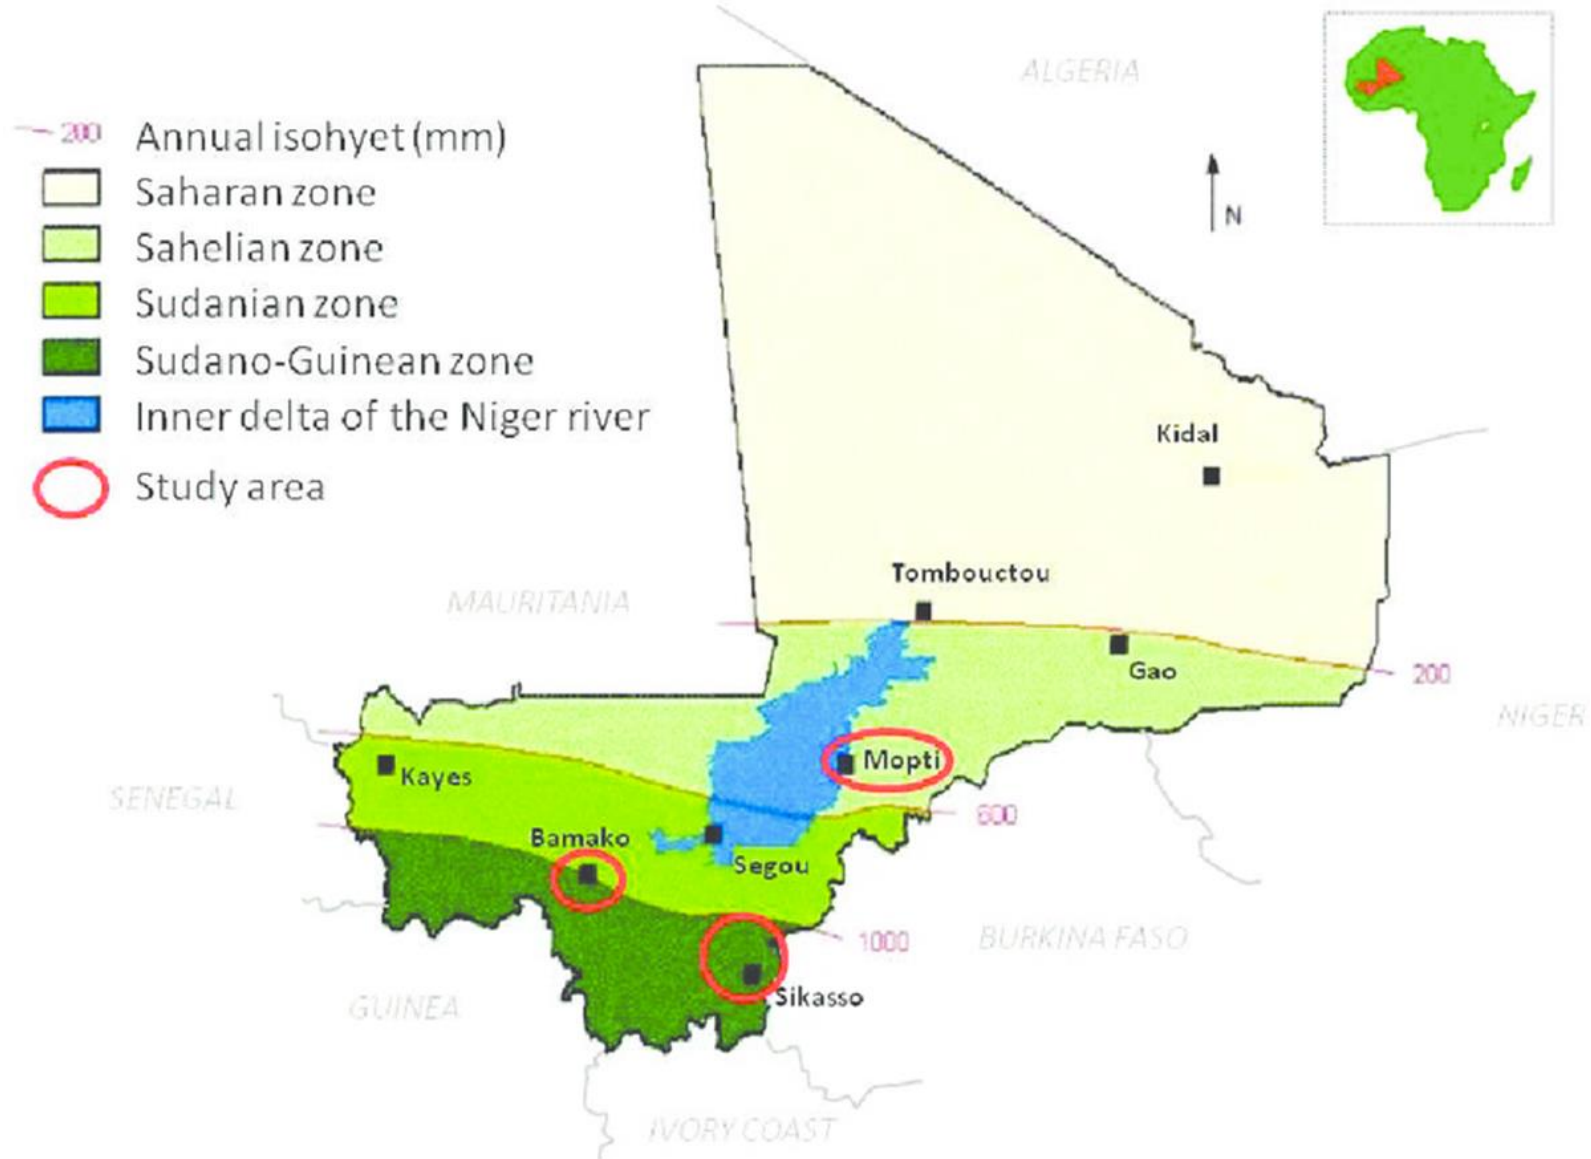 200 Annual isohyet (mm)
Saharan zone
Sahelian zone
Sudanian zone
Sudano-Guinean zone
Inner delta of the Niger river
Study area
ALGERIA
N
Kidal
Tombouctou
MAURITANIA
Gao
200
NIGER
Mopti
Kayes
SENEGAL
600
Bamako
Segou
1000
BURKINA FASO
Sikasso
GUINEA
IVORY COAST